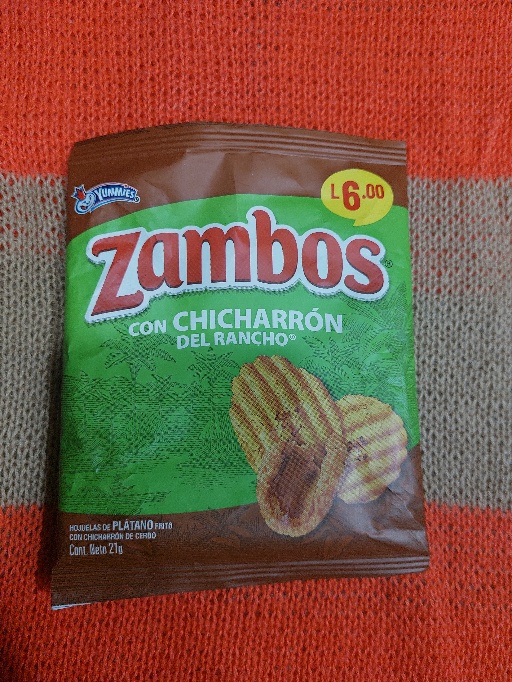 YUMMIES
L6.00
Zambos
CON CHICHARRÓN
DEL RANCHO®
HOJUELAS DE PLÁTANO FRITO
CON CHICHARRÓN DE CERDO
Cont. Neto 21g